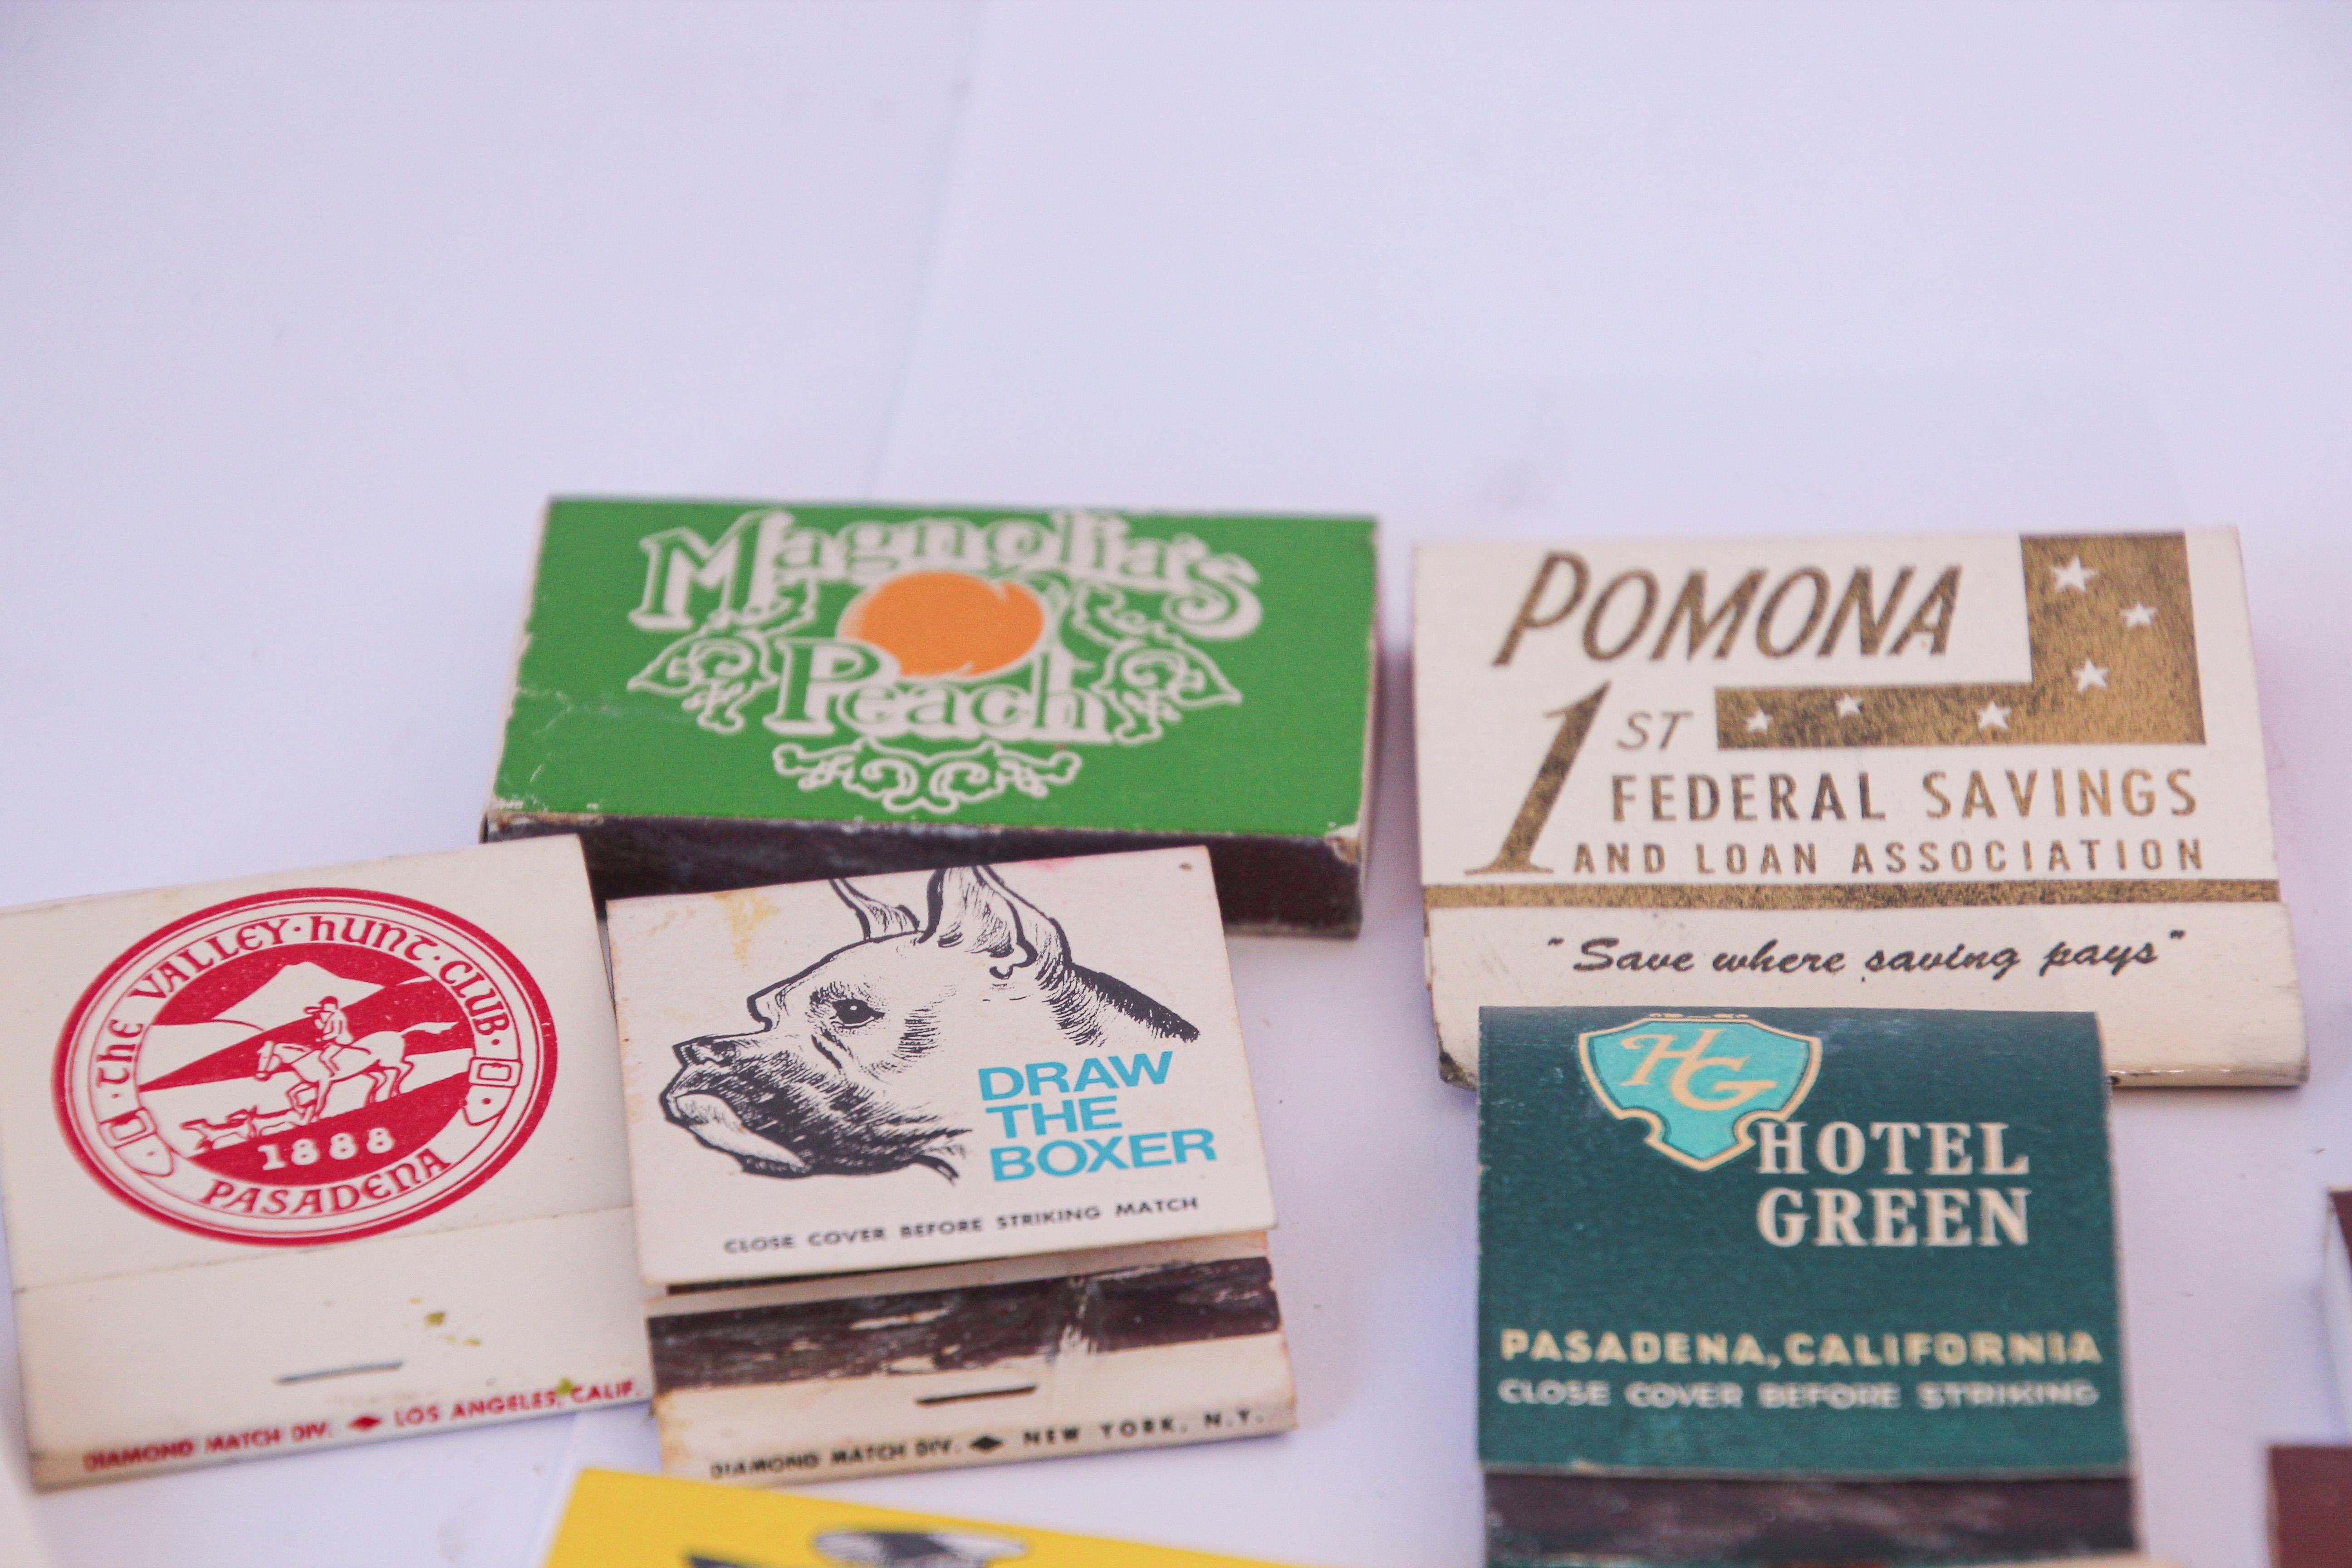 Magnolia's
Peach
POMONA
1ST
FEDERAL SAVINGS
AND LOAN ASSOCIATION
"Save where saving pays"
·THE VALLEY·HUNT·CLUB·
1888
PASADENA
DIAMOND MATCH DIV. ◆ LOS ANGELES, CALIF.
DRAW
THE
BOXER
CLOSE COVER BEFORE STRIKING MATCH
DIAMOND MATCH DIV. ◆ NEW YORK, N.Y.
HG
HOTEL
GREEN
PASADENA, CALIFORNIA
CLOSE COVER BEFORE STRIKING